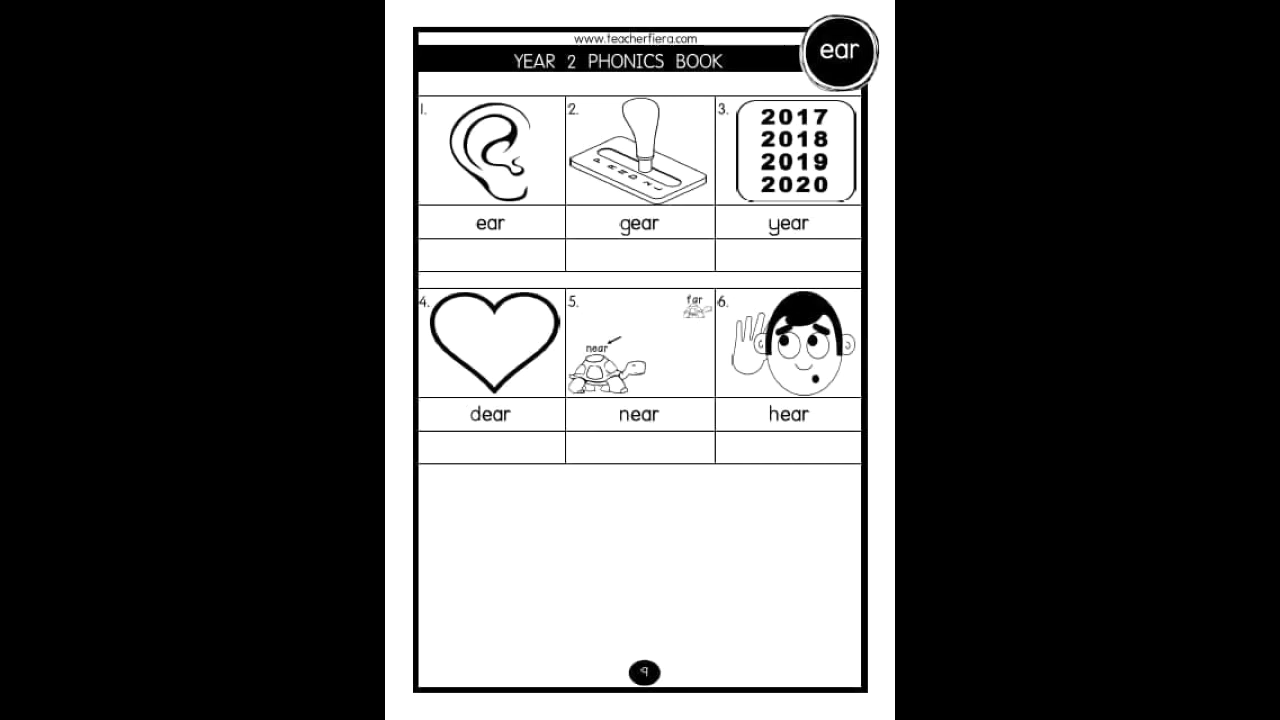 www.teacherfiera.com
YEAR 2 PHONICS BOOK
ear
1.
2.
3.
2017
2018
2019
2020
ear
gear
year
4.
5.
far
near
6.
dear
near
hear
9